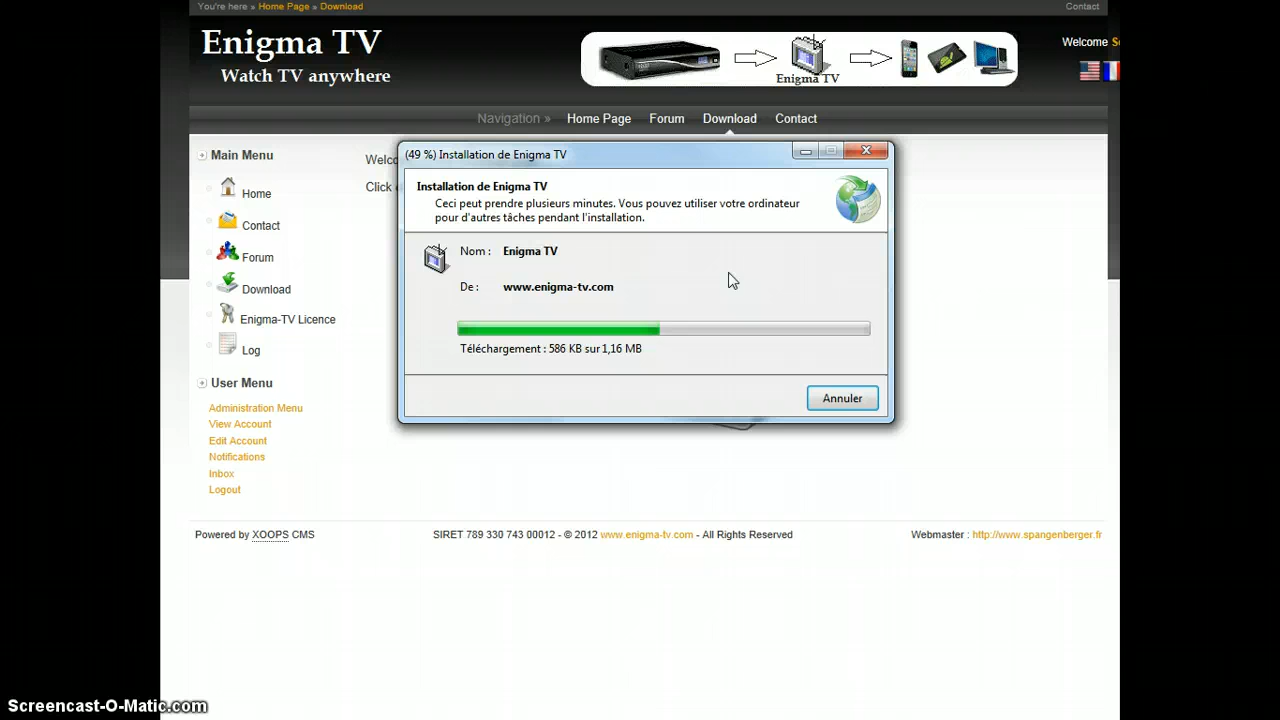 You're here » Home Page » Download
Contact
Enigma TV
Watch TV anywhere
Enigma TV
Welcome
Navigation »
Home Page
Forum
Download
Contact
Main Menu
Home
Contact
Forum
Download
Enigma-TV Licence
Log
User Menu
Administration Menu
View Account
Edit Account
Notifications
Inbox
Logout
Click
(49 %) Installation de Enigma TV
Installation de Enigma TV
Ceci peut prendre plusieurs minutes. Vous pouvez utiliser votre ordinateur
pour d'autres tâches pendant l'installation.
Nom : Enigma TV
De : www.enigma-tv.com
Téléchargement : 586 KB sur 1,16 MB
Annuler
Powered by XOOPS CMS
SIRET 789 330 743 00012 - © 2012 www.enigma-tv.com - All Rights Reserved
Webmaster : http://www.spangenberger.fr
Screencast-O-Matic.com